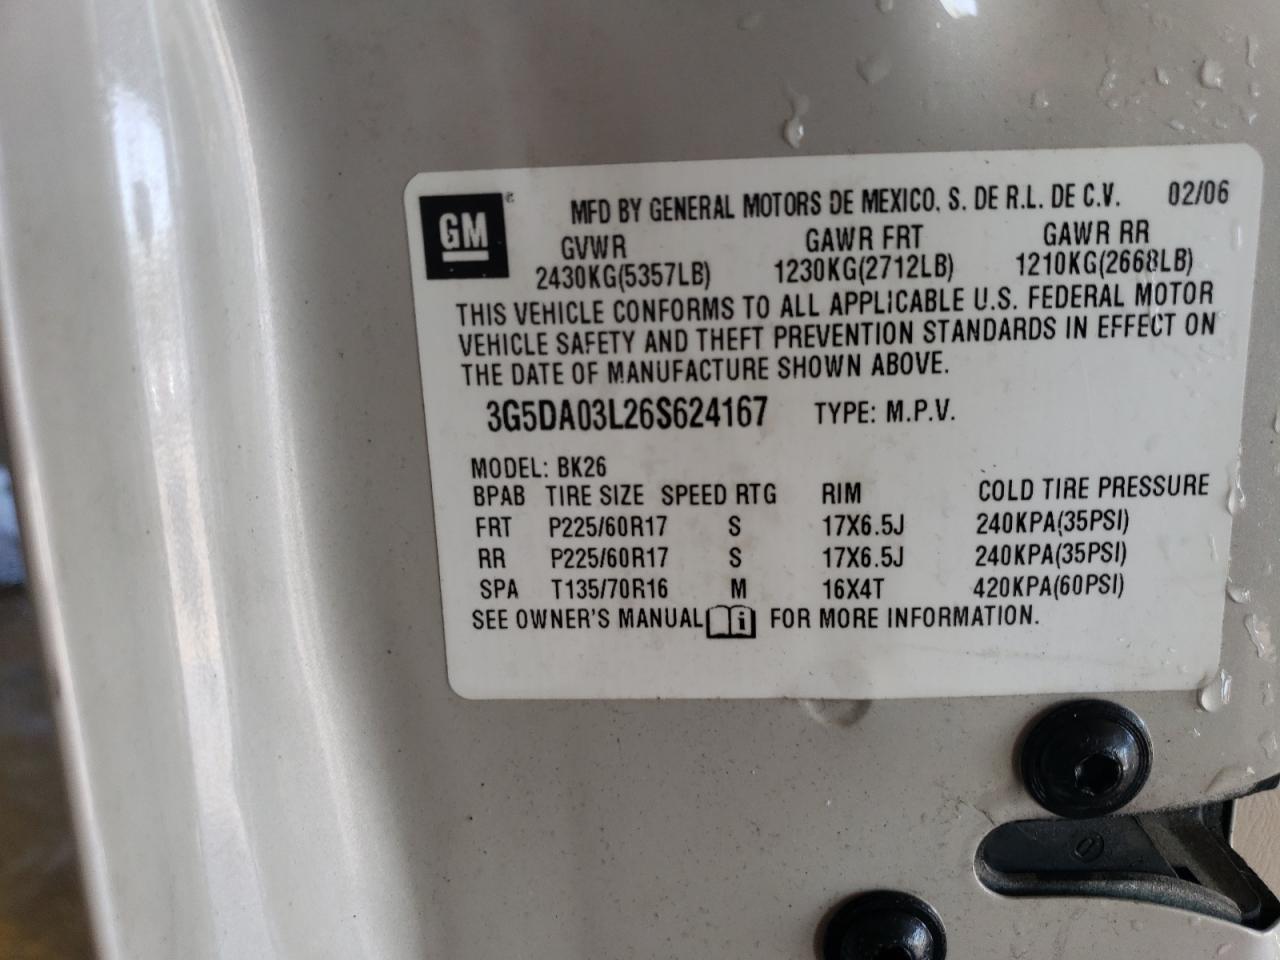 GM
MFD BY GENERAL MOTORS DE MEXICO, S. DE R.L. DE C.V. 02/06
GVWR GAWR FRT GAWR RR
2430KG(5357LB) 1230KG(2712LB) 1210KG(2668LB)
THIS VEHICLE CONFORMS TO ALL APPLICABLE U.S. FEDERAL MOTOR
VEHICLE SAFETY AND THEFT PREVENTION STANDARDS IN EFFECT ON
THE DATE OF MANUFACTURE SHOWN ABOVE.
3G5DA03L26S624167 TYPE: M.P.V.
MODEL: BK26
BPAB TIRE SIZE SPEED RTG RIM COLD TIRE PRESSURE
FRT P225/60R17 S 17X6.5J 240KPA(35PSI)
RR P225/60R17 S 17X6.5J 240KPA(35PSI)
SPA T135/70R16 M 16X4T 420KPA(60PSI)
SEE OWNER'S MANUAL FOR MORE INFORMATION.